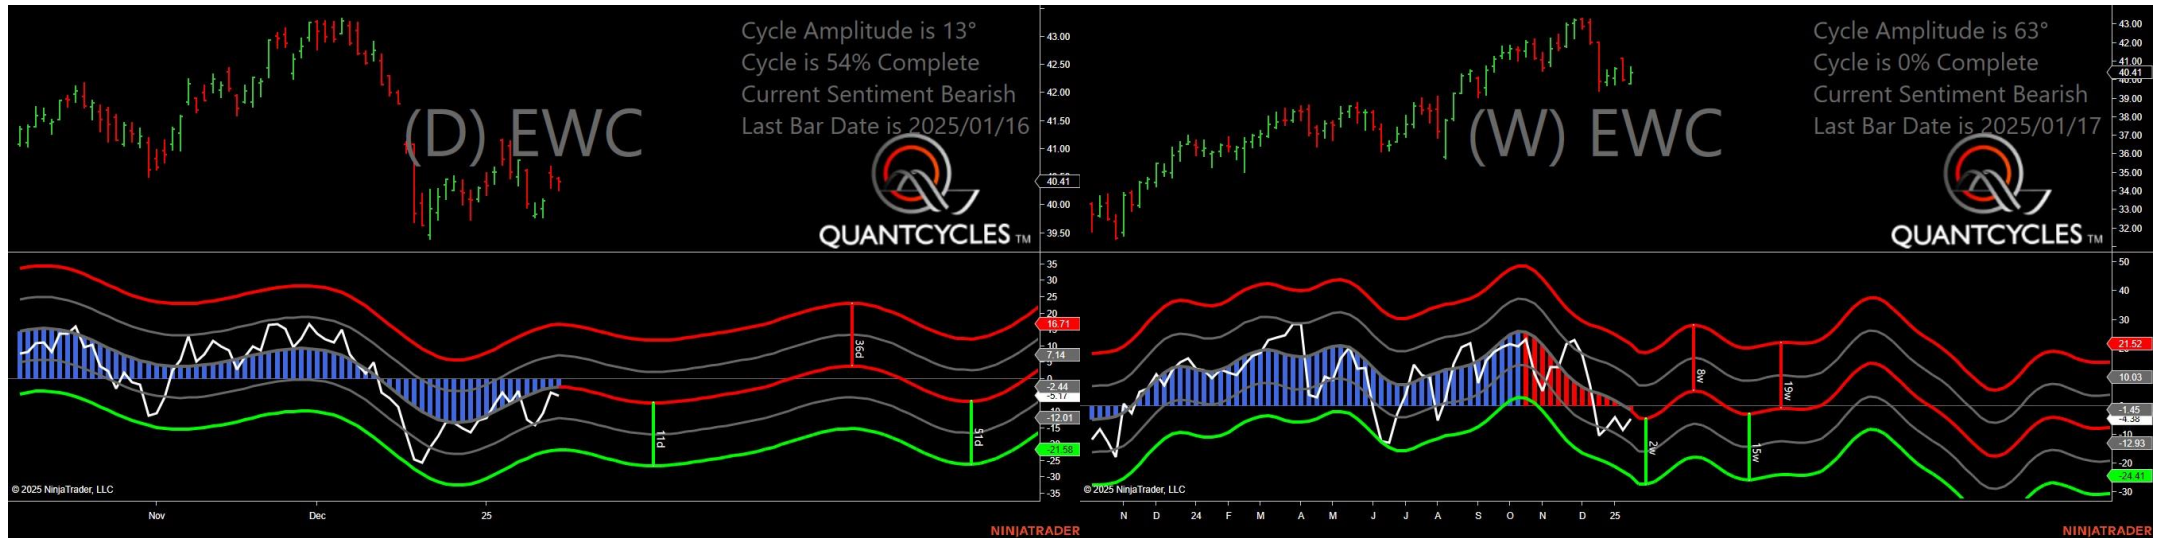 Cycle Amplitude is 13°
Cycle is 54% Complete
Current Sentiment Bearish
Last Bar Date is 2025/01/16
(D) EWC
QUANTCYCLES TM
43.00
42.50
42.00
41.50
41.00
40.41
40.00
39.50
35
30
25
20
16.71
10
7.14
5
0
-2.44
-5.17
-12.01
-15
-21.58
-25
-30
-35
36d
11d
51d
© 2025 NinjaTrader, LLC
Nov
Dec
25
NINJATRADER
Cycle Amplitude is 63°
Cycle is 0% Complete
Current Sentiment Bearish
Last Bar Date is 2025/01/17
(W) EWC
QUANTCYCLES TM
43.00
42.00
41.00
40.41
39.00
38.00
37.00
36.00
35.00
34.00
33.00
32.00
50
40
30
21.52
10.03
-1.45
-4.38
-12.93
-20
-24.41
-30
8w
19w
2w
15w
© 2025 NinjaTrader, LLC
N
D
24
F
M
A
M
J
J
A
S
O
N
D
25
NINJATRADER